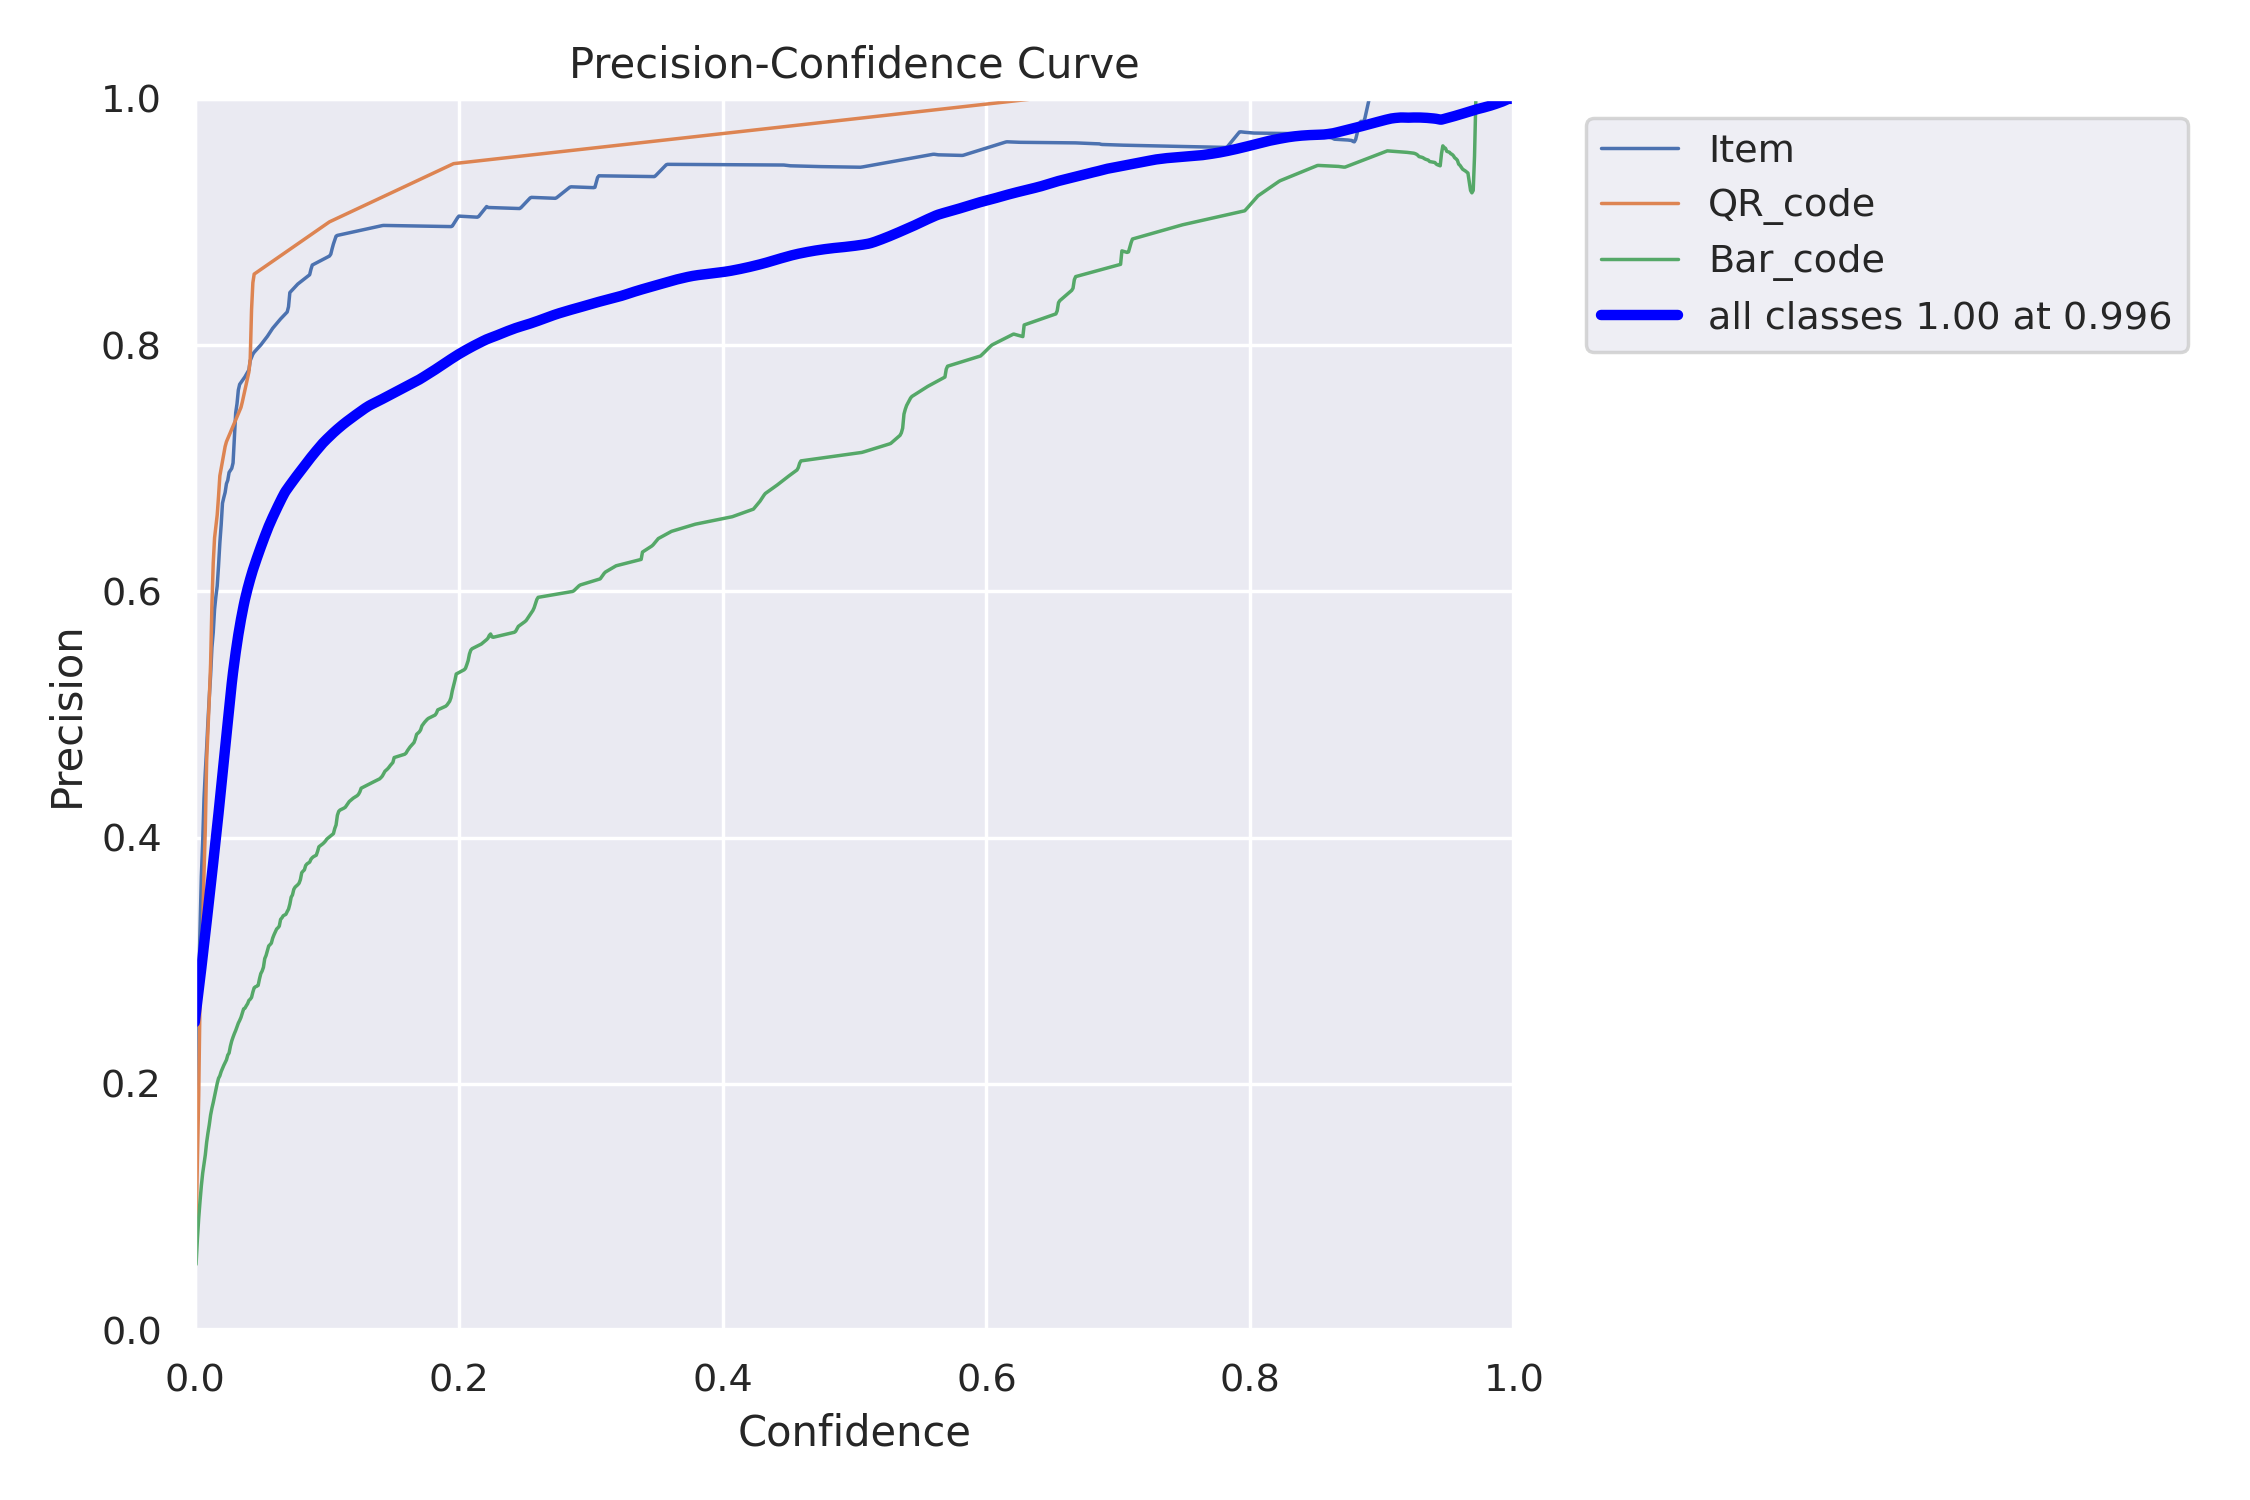 Precision-Confidence Curve
1.0
0.8
0.6
0.4
0.2
0.0
Precision
0.0 0.2 0.4 0.6 0.8 1.0
Confidence
Item
QR_code
Bar_code
all classes 1.00 at 0.996